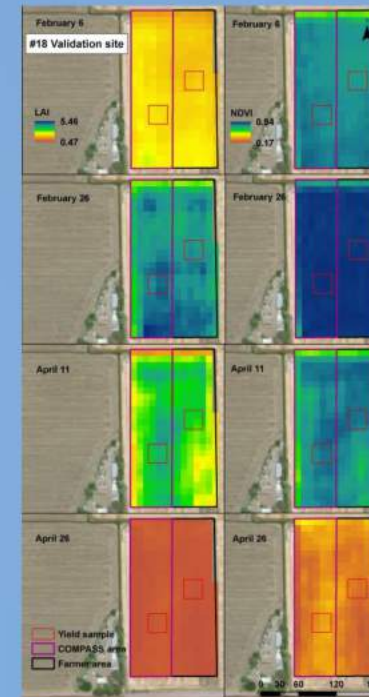 February 6
#18 Validation site
LAI
5.46
0.47
February 6
NDVI
0.94
0.17
February 26
February 26
April 11
April 11
April 26
Yield sample
COMPASS area
Farmer area
April 26
0 30 60 120